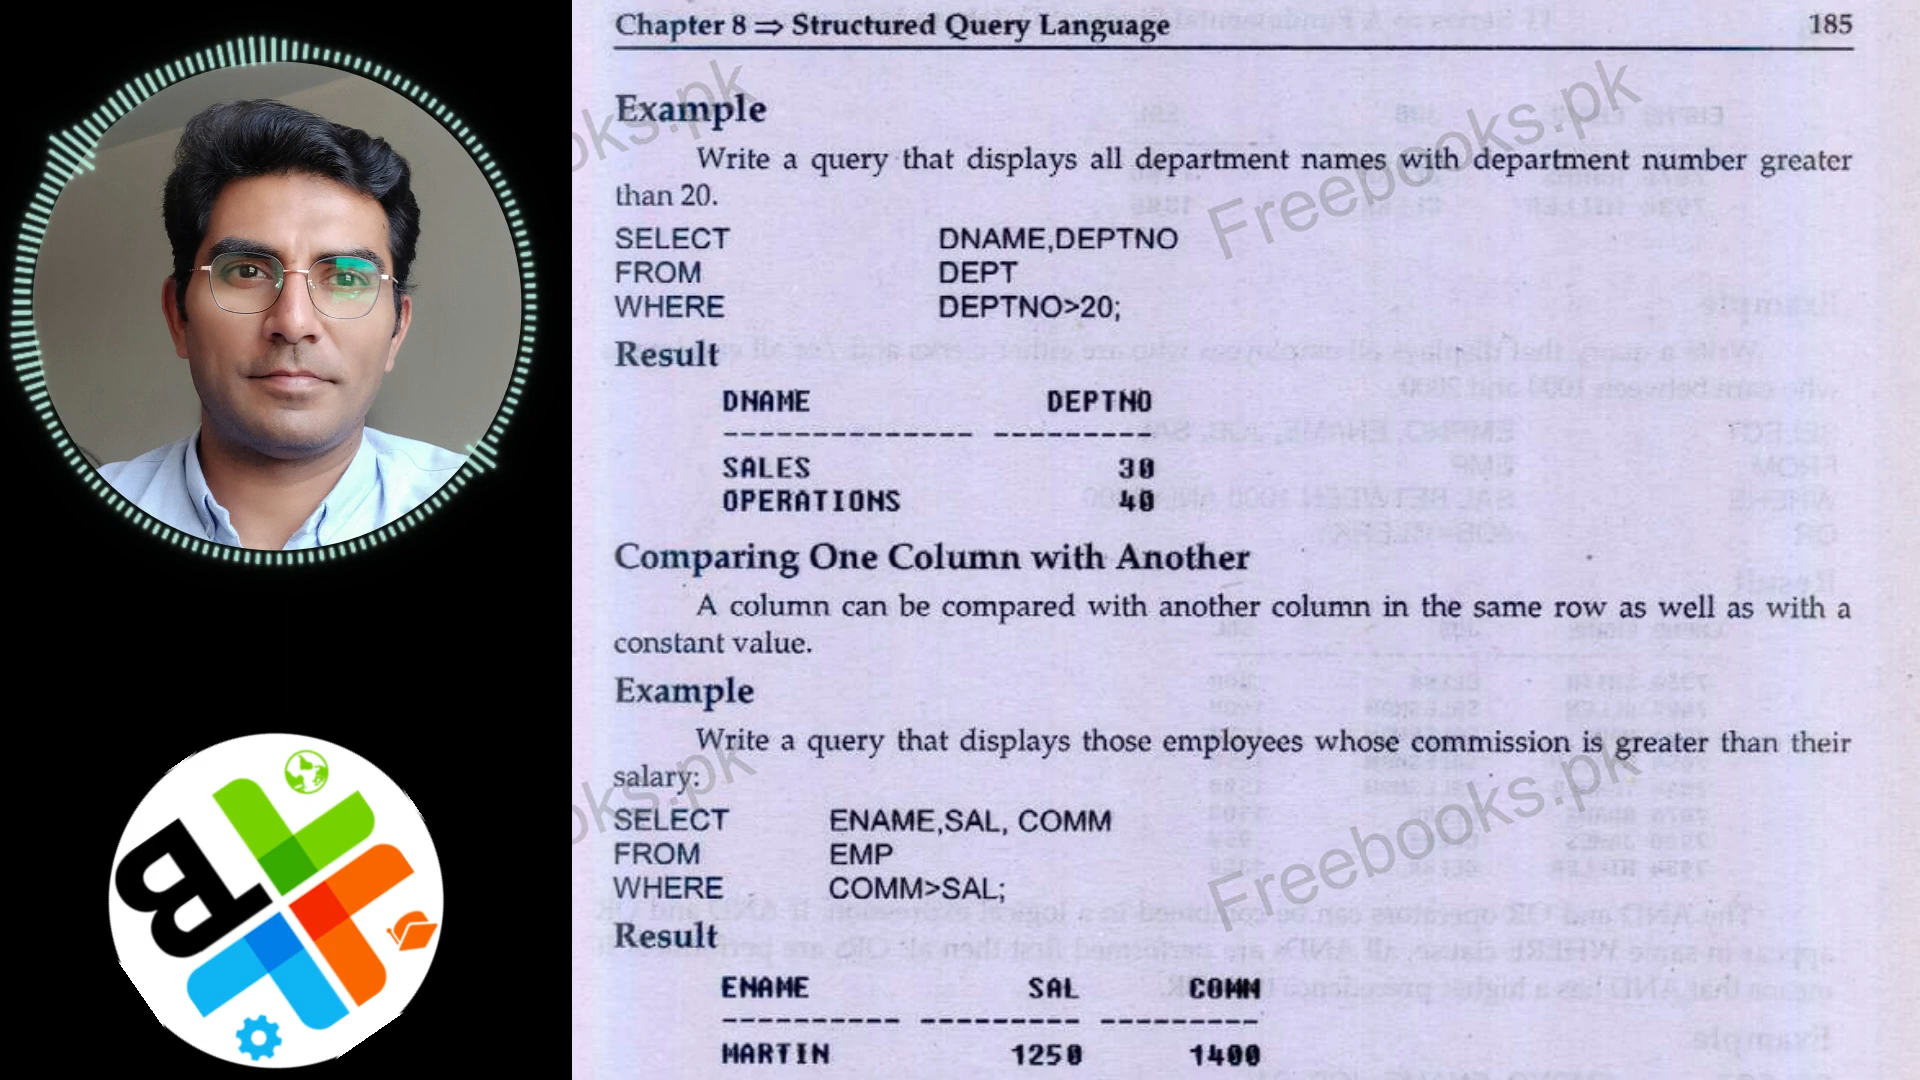 Chapter 8 ⇒ Structured Query Language 185
Example
Write a query that displays all department names with department number greater
than 20.
SELECT DNAME,DEPTNO
FROM DEPT
WHERE DEPTNO>20;
Result
DNAME DEPTNO
-------------- ---------
SALES 30
OPERATIONS 40
Comparing One Column with Another
A column can be compared with another column in the same row as well as with a
constant value.
Example
Write a query that displays those employees whose commission is greater than their
salary:
SELECT ENAME,SAL, COMM
FROM EMP
WHERE COMM>SAL;
Result
ENAME SAL COMM
---------- --------- ---------
MARTIN 1250 1400
Freebooks.pk
Freebooks.pk
oks.pk
oks.pk